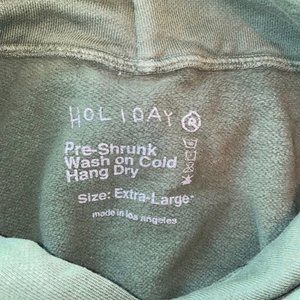 HOLIDAY ®
Pre-Shrunk
Wash on Cold
Hang Dry
Size: Extra-Large*
made in los angeles